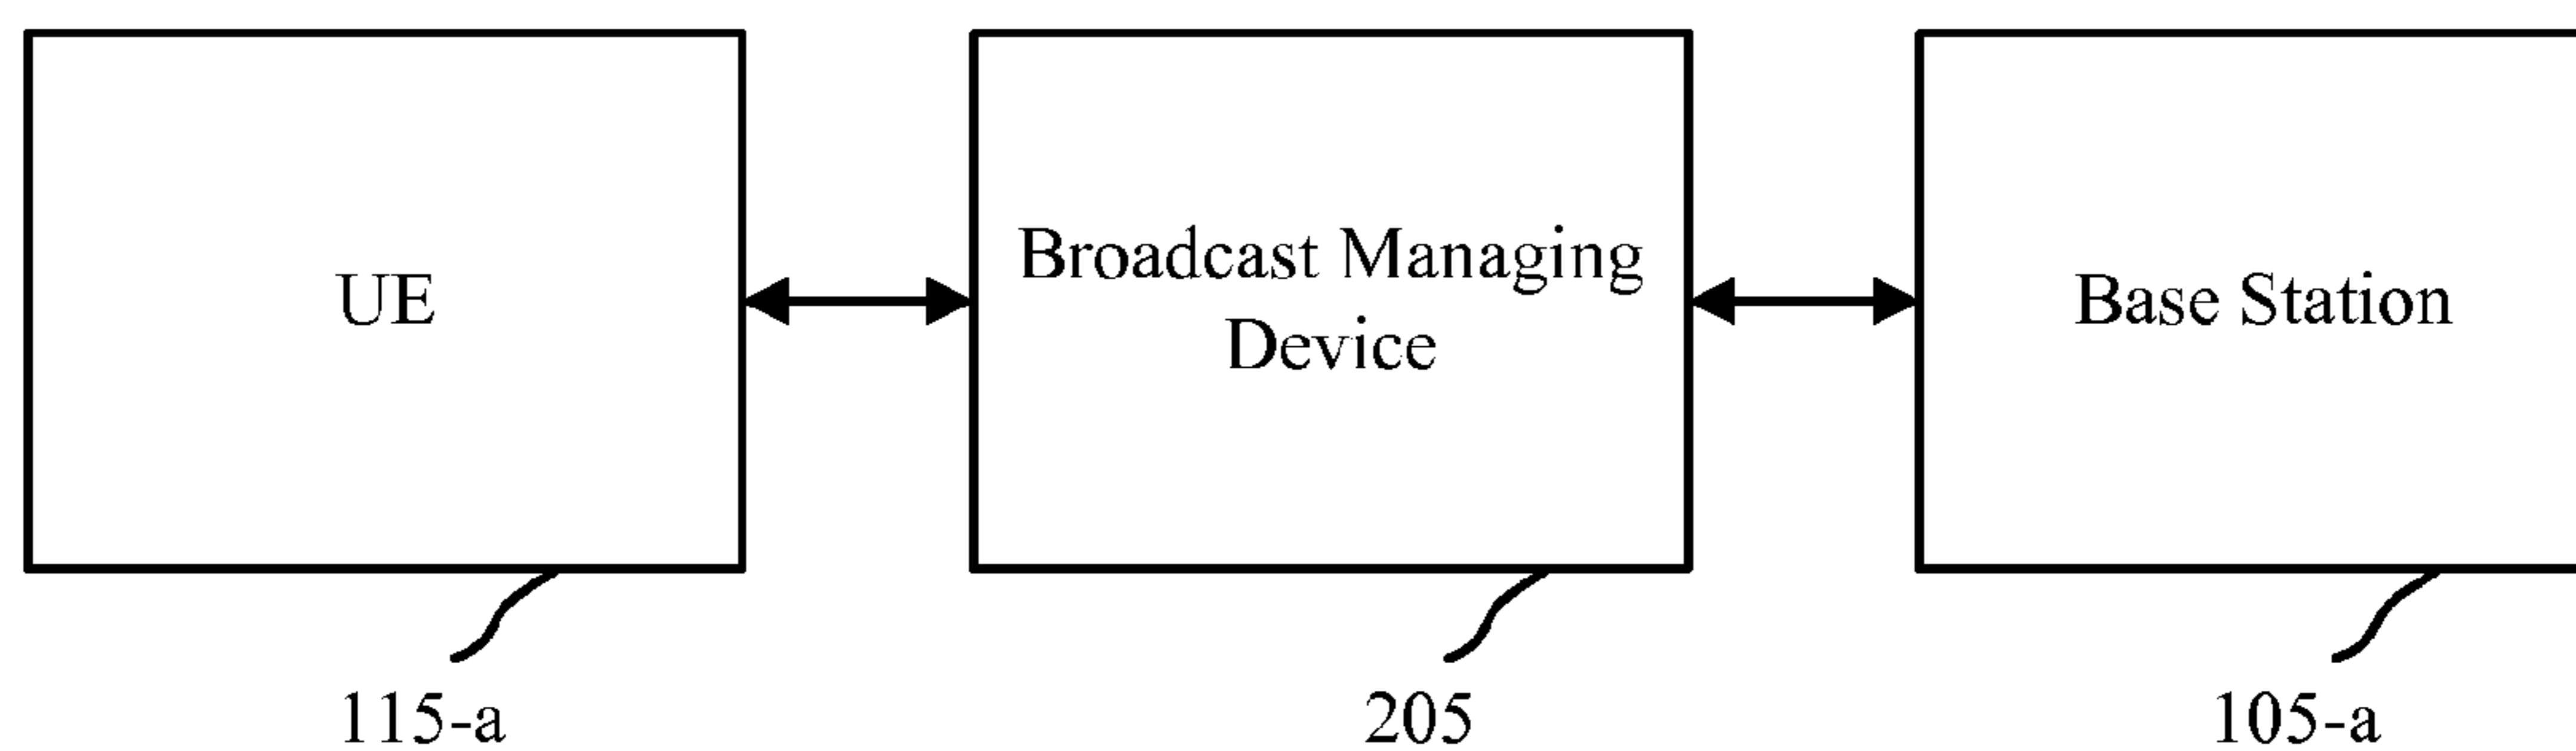 UE
Broadcast Managing
Device
Base Station
115-a
205
105-a